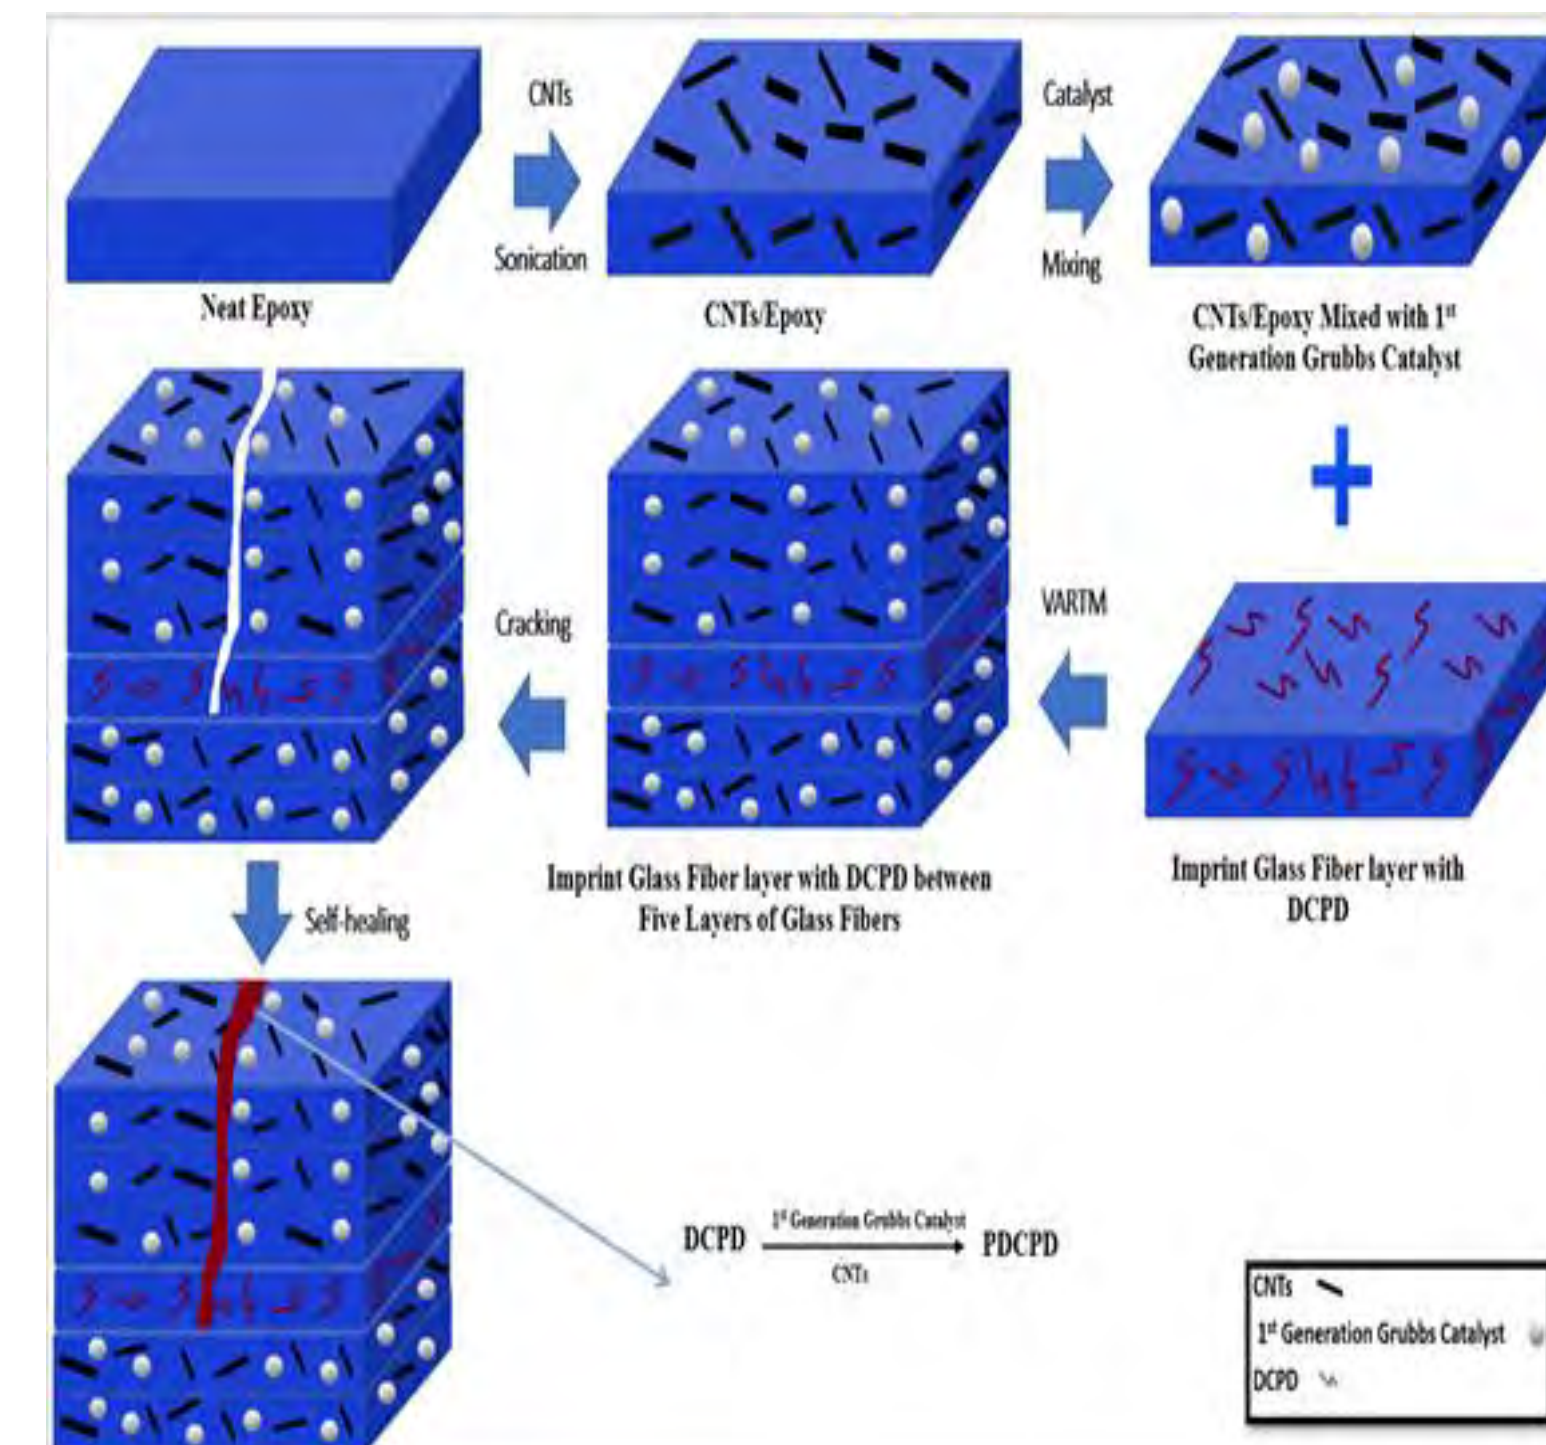 CNTs
Sonication
Catalyst
Mixing
Neat Epoxy
CNTs/Epoxy
CNTs/Epoxy Mixed with 1st
Generation Grubbs Catalyst
Cracking
VARTM
Imprint Glass Fiber layer with DCPD between
Five Layers of Glass Fibers
Imprint Glass Fiber layer with
DCPD
Self-healing
DCPD 1st Generation Grubbs Catalyst PDCPD
CNTs
CNTs
1st Generation Grubbs Catalyst
DCPD